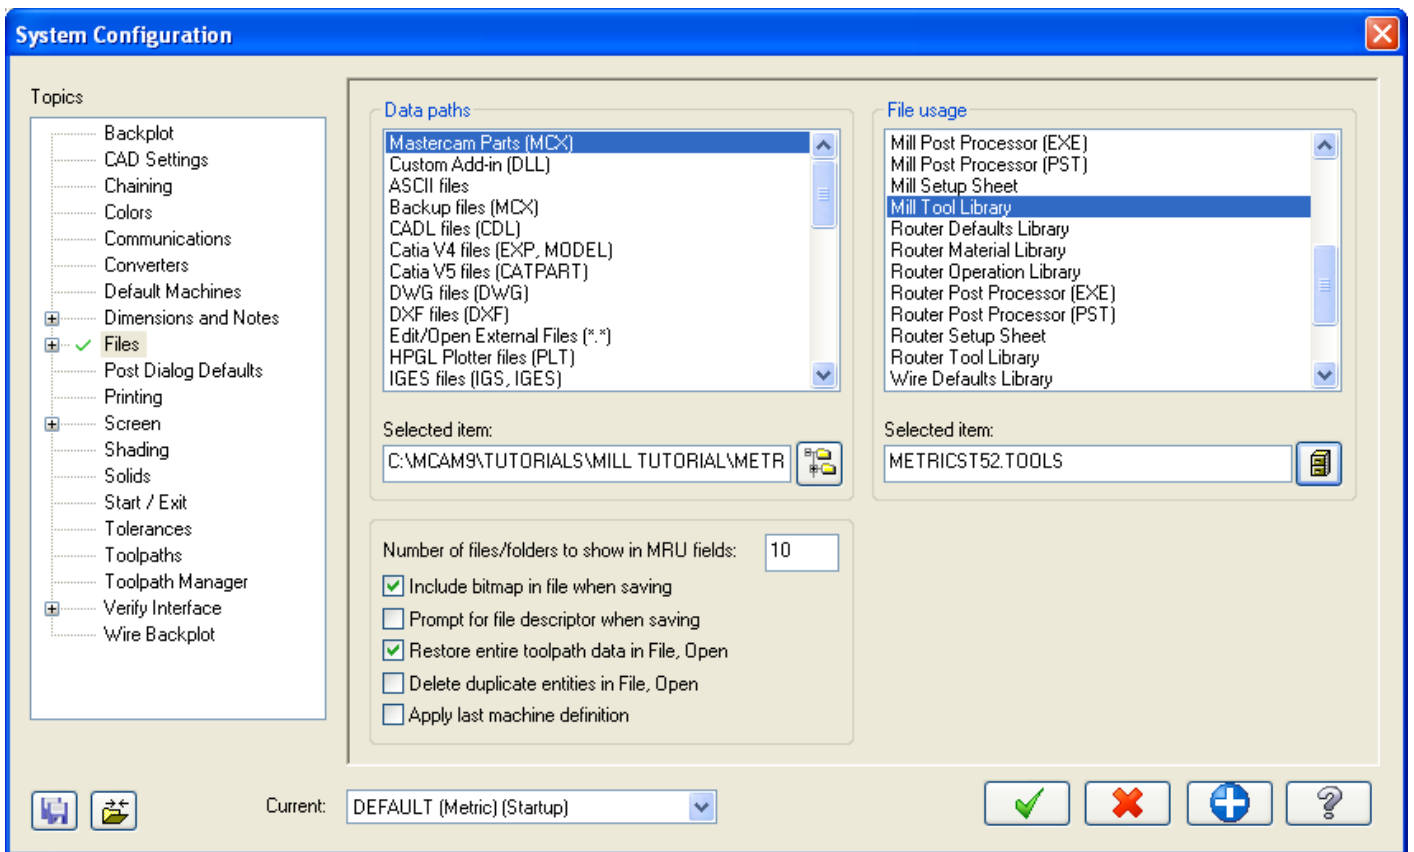 System Configuration
Topics
Backplot
CAD Settings
Chaining
Colors
Communications
Converters
Default Machines
Dimensions and Notes
Files
Post Dialog Defaults
Printing
Screen
Shading
Solids
Start / Exit
Tolerances
Toolpaths
Toolpath Manager
Verify Interface
Wire Backplot
Data paths
Mastercam Parts (MCX)
Custom Add-in (DLL)
ASCII files
Backup files (MCX)
CADL files (CDL)
Catia V4 files (EXP, MODEL)
Catia V5 files (CATPART)
DWG files (DWG)
DXF files (DXF)
Edit/Open External Files (*.*)
HPGL Plotter files (PLT)
IGES files (IGS, IGES)
Selected item:
C:\MCAM9\TUTORIALS\MILL TUTORIAL\METR
File usage
Mill Post Processor (EXE)
Mill Post Processor (PST)
Mill Setup Sheet
Mill Tool Library
Router Defaults Library
Router Material Library
Router Operation Library
Router Post Processor (EXE)
Router Post Processor (PST)
Router Setup Sheet
Router Tool Library
Wire Defaults Library
Selected item:
METRICST52.TOOLS
Number of files/folders to show in MRU fields: 10
Include bitmap in file when saving
Prompt for file descriptor when saving
Restore entire toolpath data in File, Open
Delete duplicate entities in File, Open
Apply last machine definition
Current: DEFAULT (Metric) (Startup)